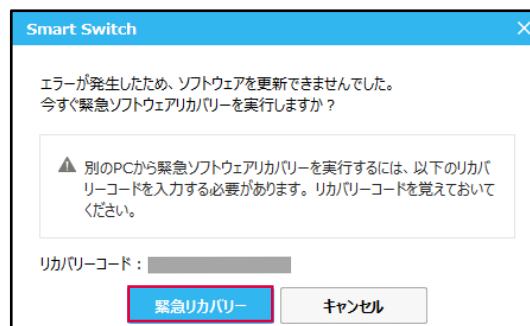 Smart Switch
エラーが発生したため、ソフトウェアを更新できませんでした。
今すぐ緊急ソフトウェアリカバリーを実行しますか？
別のPCから緊急ソフトウェアリカバリーを実行するには、以下のリカバ
リーコードを入力する必要があります。リカバリーコードを覚えておいて
ください。
リカバリーコード：
緊急リカバリー キャンセル